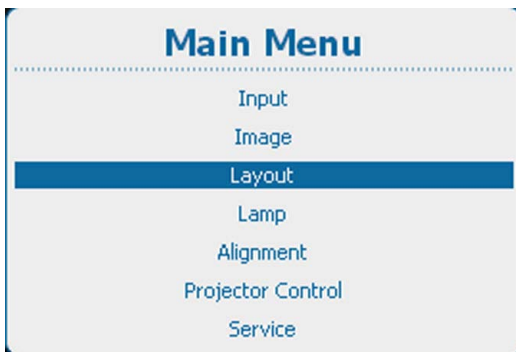 Main Menu
Input
Image
Layout
Lamp
Alignment
Projector Control
Service